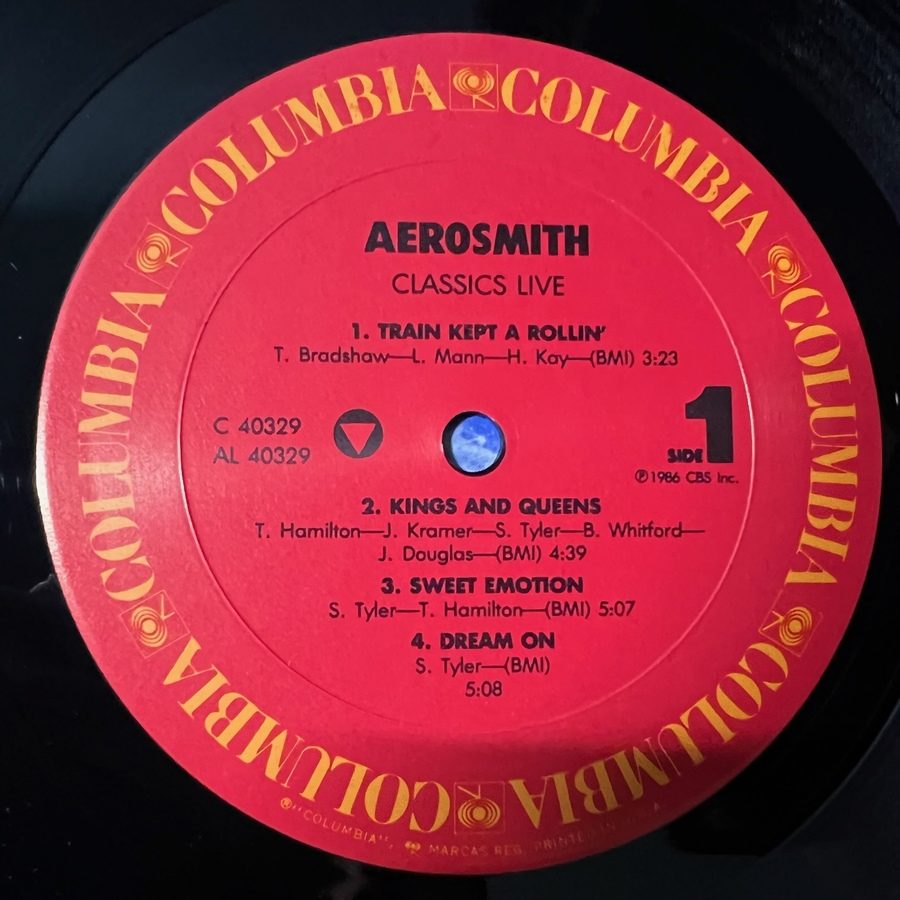 COLUMBIA COLUMBIA COLUMBIA COLUMBIA COLUMBIA COLUMBIA COLUMBIA COLUMBIA
AEROSMITH
CLASSICS LIVE
1. TRAIN KEPT A ROLLIN'
T. Bradshaw—L. Mann—H. Kay—(BMI) 3:23
C 40329
AL 40329
SIDE 1
℗1986 CBS Inc.
2. KINGS AND QUEENS
T. Hamilton—J. Kramer—S. Tyler—B. Whitford—
J. Douglas—(BMI) 4:39
3. SWEET EMOTION
S. Tyler—T. Hamilton—(BMI) 5:07
4. DREAM ON
S. Tyler—(BMI)
5:08
®"COLUMBIA", MARCAS REG. PRINTED IN U.S.A.